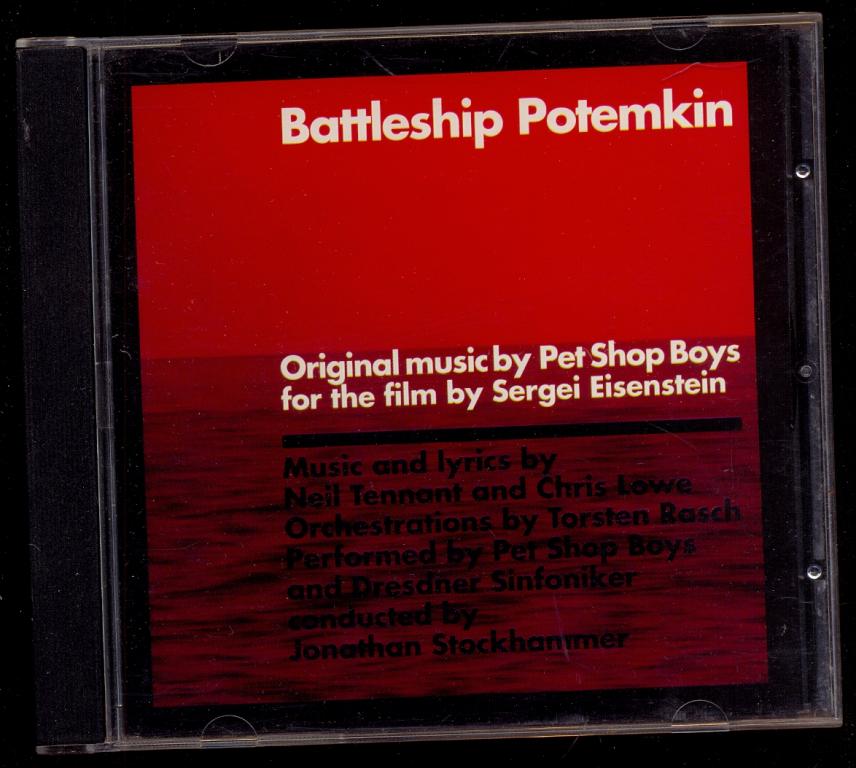 Battleship Potemkin
Original music by Pet Shop Boys
for the film by Sergei Eisenstein
Music and lyrics by
Neil Tennant and Chris Lowe
Orchestrations by Torsten Rasch
Performed by Pet Shop Boys
and Dresdner Sinfoniker
conducted by
Jonathan Stockhammer